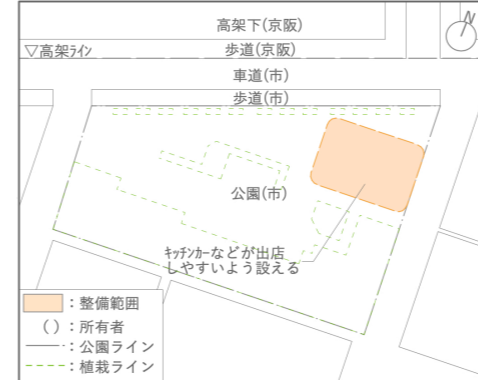 高架下(京阪)
N
▽高架ライン
歩道(京阪)
車道(市)
歩道(市)
公園(市)
キッチンカーなどが出店
しやすいよう設える
：整備範囲
( )：所有者
：公園ライン
：植栽ライン